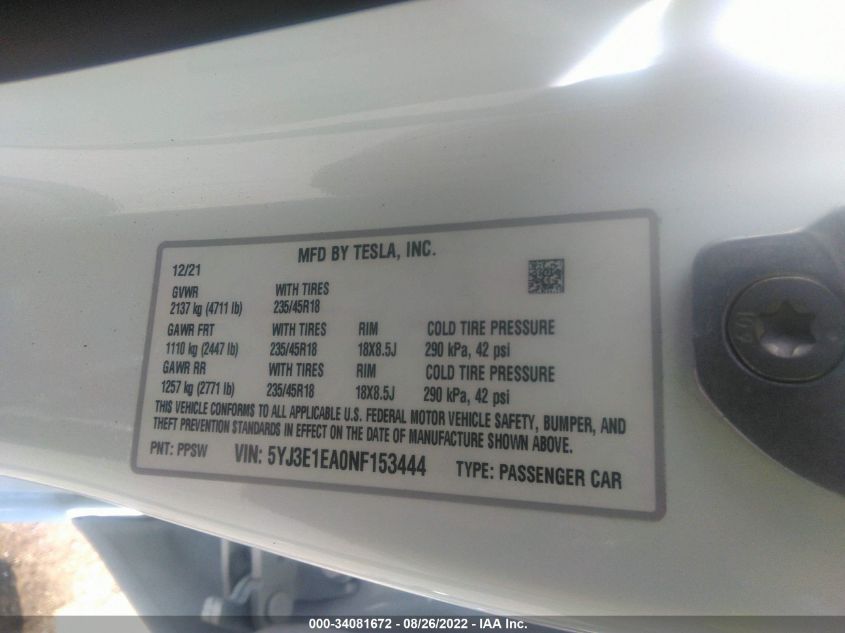 MFD BY TESLA, INC.
12/21
GVWR WITH TIRES
2137 kg (4711 lb) 235/45R18
GAWR FRT WITH TIRES RIM COLD TIRE PRESSURE
1110 kg (2447 lb) 235/45R18 18X8.5J 290 kPa, 42 psi
GAWR RR WITH TIRES RIM COLD TIRE PRESSURE
1257 kg (2771 lb) 235/45R18 18X8.5J 290 kPa, 42 psi
THIS VEHICLE CONFORMS TO ALL APPLICABLE U.S. FEDERAL MOTOR VEHICLE SAFETY, BUMPER, AND
THEFT PREVENTION STANDARDS IN EFFECT ON THE DATE OF MANUFACTURE SHOWN ABOVE.
PNT: PPSW VIN: 5YJ3E1EA0NF153444 TYPE: PASSENGER CAR
000-34081672 - 08/26/2022 - IAA Inc.